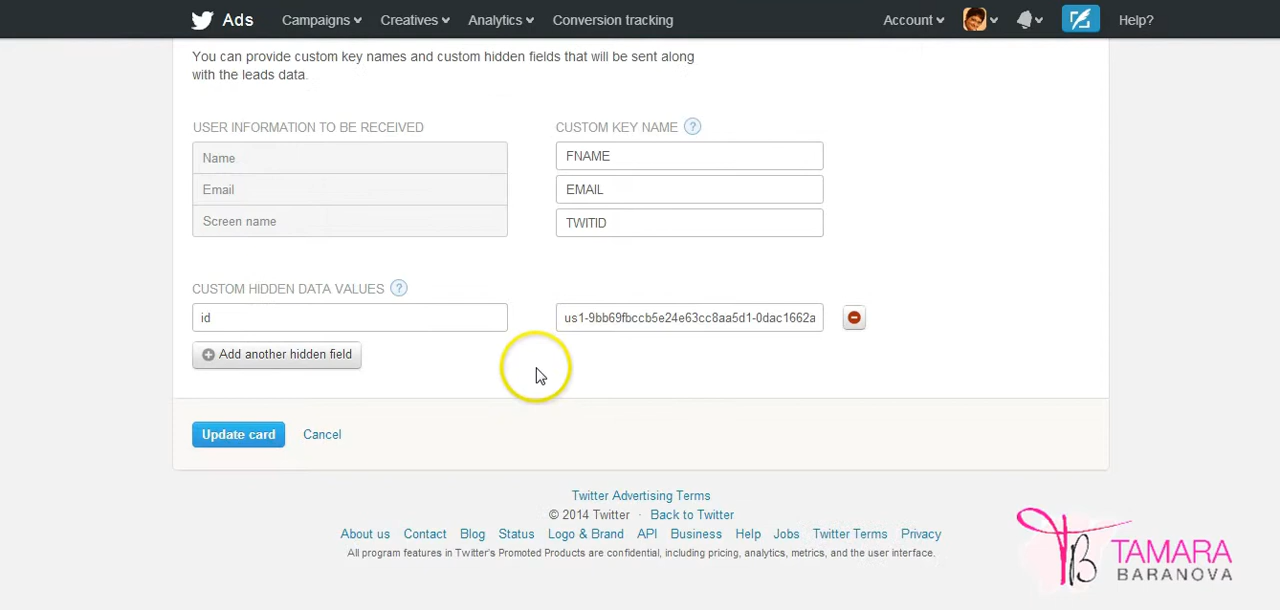 Ads Campaigns Creatives Analytics Conversion tracking Account Help?
You can provide custom key names and custom hidden fields that will be sent along
with the leads data.
USER INFORMATION TO BE RECEIVED CUSTOM KEY NAME ?
Name FNAME
Email EMAIL
Screen name TWITID
CUSTOM HIDDEN DATA VALUES ?
id us1-9bb69fbccb5e24e63cc8aa5d1-0dac1662a
Add another hidden field
Update card Cancel
Twitter Advertising Terms
© 2014 Twitter · Back to Twitter
About us Contact Blog Status Logo & Brand API Business Help Jobs Twitter Terms Privacy
All program features in Twitter's Promoted Products are confidential, including pricing, analytics, metrics, and the user interface.
TB TAMARA
BARANOVA